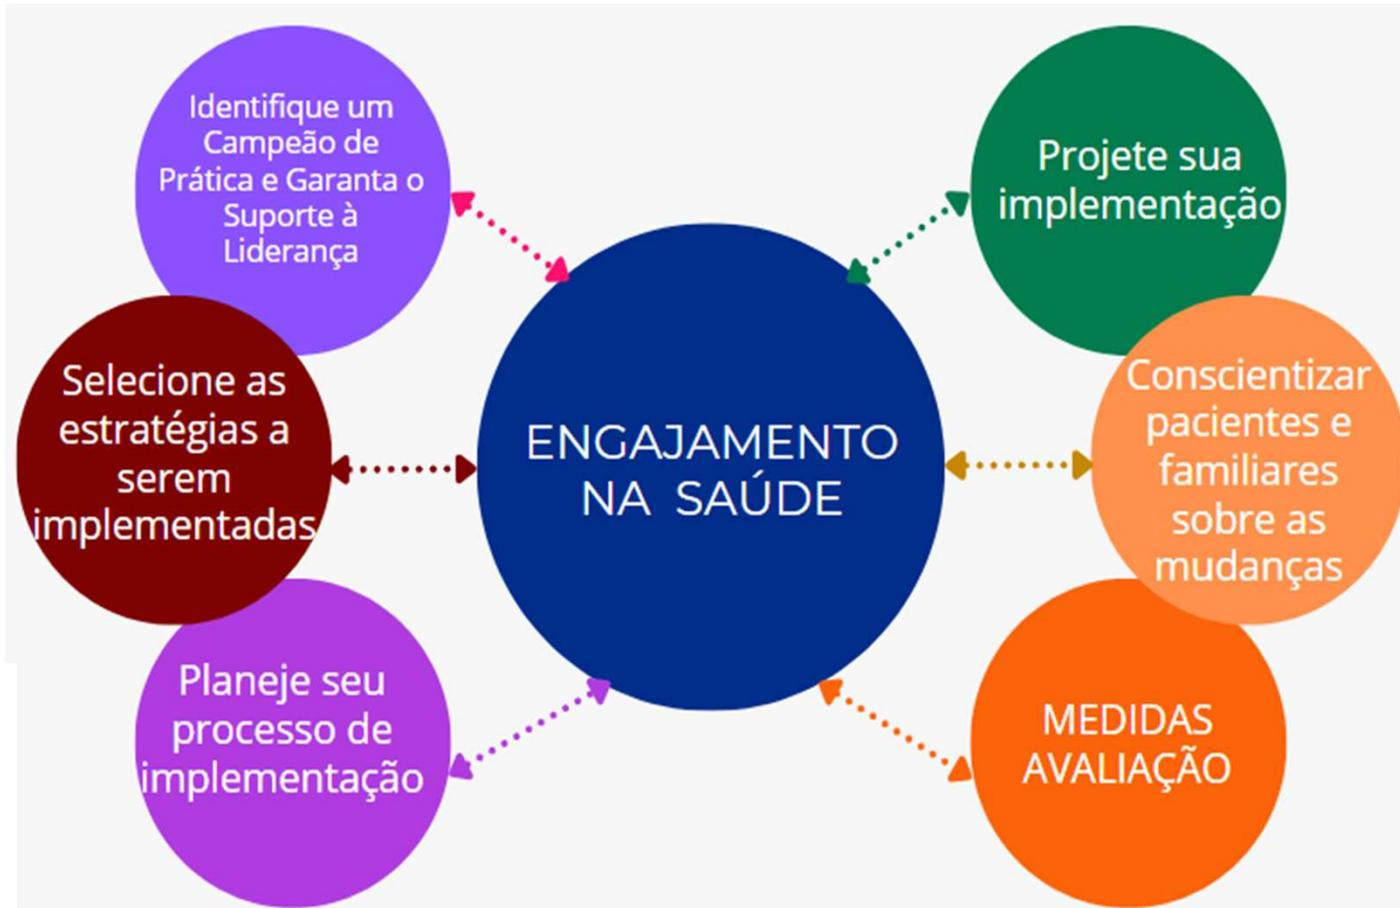 Identifique um
Campeão de
Prática e Garanta o
Suporte à
Liderança
Selecione as
estratégias a
serem
implementadas
Planeje seu
processo de
implementação
ENGAJAMENTO
NA SAÚDE
Projete sua
implementação
Conscientizar
pacientes e
familiares
sobre as
mudanças
MEDIDAS
AVALIAÇÃO